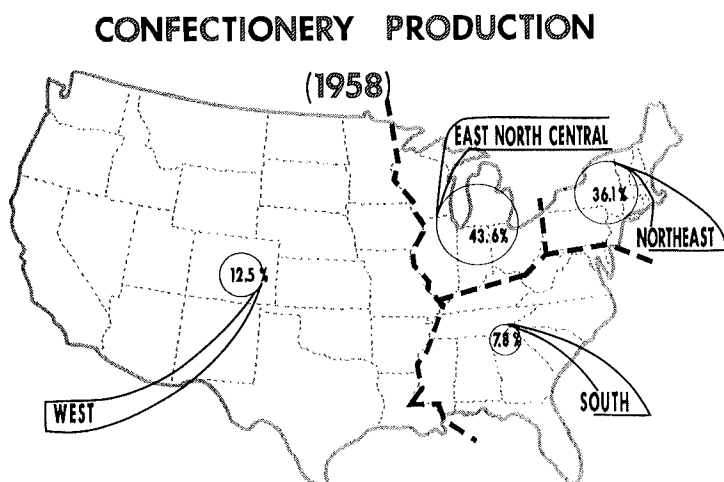 CONFECTIONERY PRODUCTION
(1958)
EAST NORTH CENTRAL
43.6%
36.1%
NORTHEAST
12.5%
WEST
7.8%
SOUTH